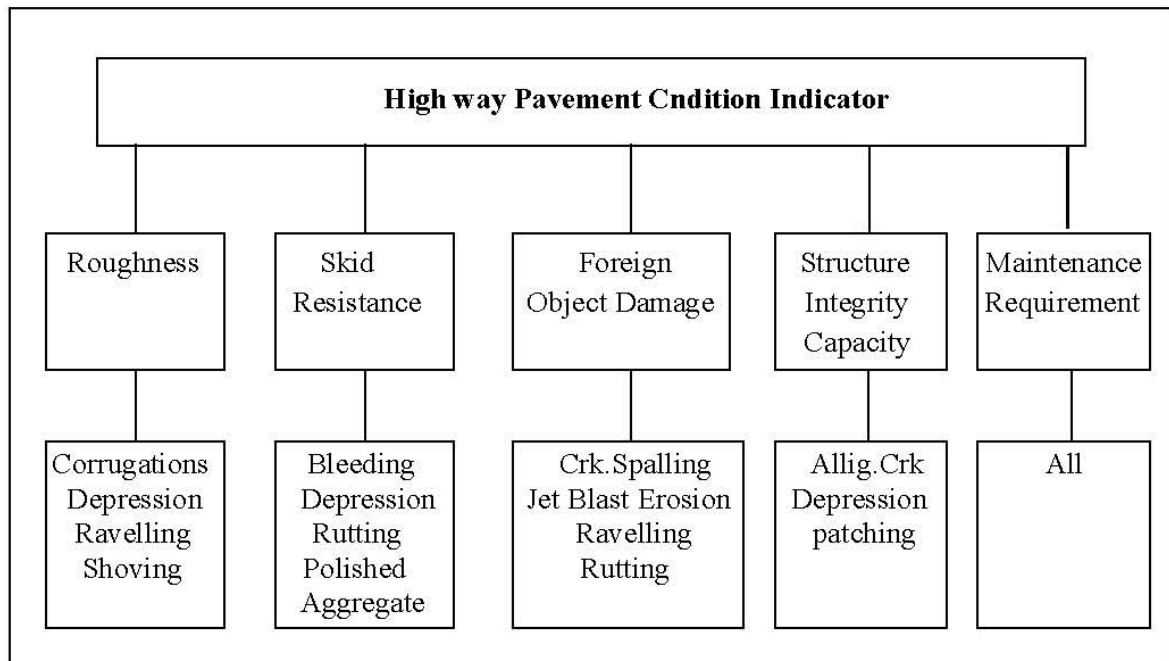 High way Pavement Cndition Indicator
Roughness
Skid
Resistance
Foreign
Object Damage
Structure
Integrity
Capacity
Maintenance
Requirement
Corrugations
Depression
Ravelling
Shoving
Bleeding
Depression
Rutting
Polished
Aggregate
Crk.Spalling
Jet Blast Erosion
Ravelling
Rutting
Allig.Crk
Depression
patching
All